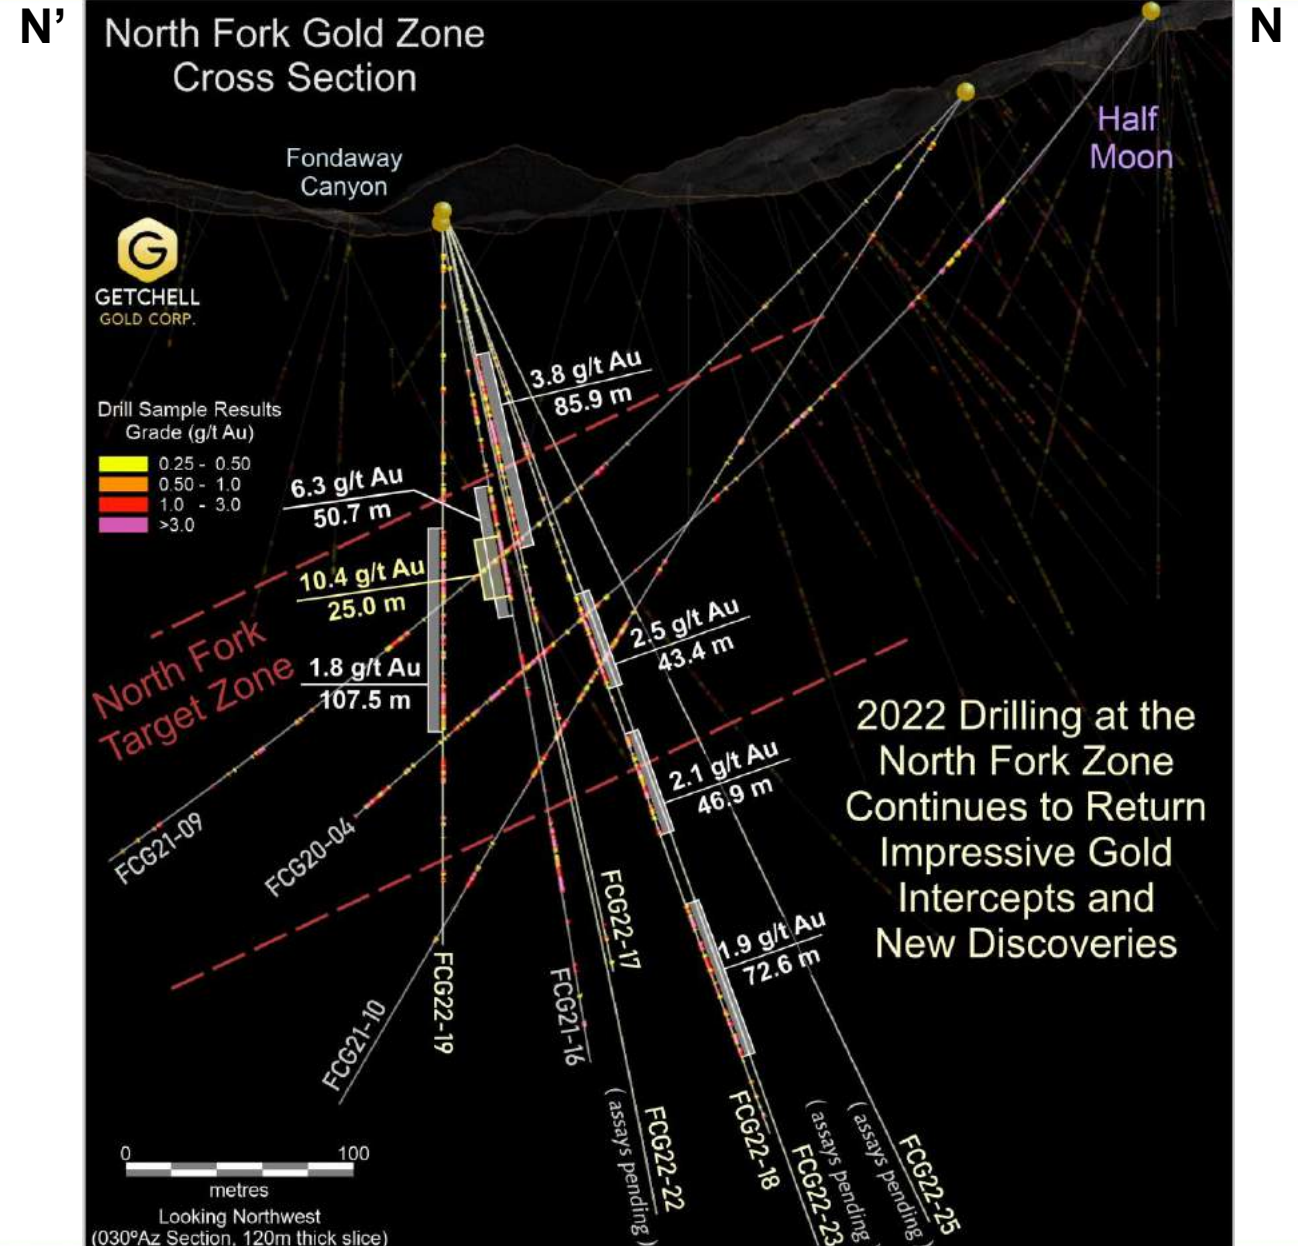 N’
North Fork Gold Zone
Cross Section
N
Half
Moon
Fondaway
Canyon
G
GETCHELL
GOLD CORP.
Drill Sample Results
Grade (g/t Au)
0.25 - 0.50
0.50 - 1.0
1.0 - 3.0
>3.0
3.8 g/t Au
85.9 m
6.3 g/t Au
50.7 m
10.4 g/t Au
25.0 m
1.8 g/t Au
107.5 m
North Fork
Target Zone
2.5 g/t Au
43.4 m
2.1 g/t Au
46.9 m
1.9 g/t Au
72.6 m
2022 Drilling at the
North Fork Zone
Continues to Return
Impressive Gold
Intercepts and
New Discoveries
FCG21-09
FCG20-04
FCG21-10
FCG22-19
FCG21-16
FCG22-17
FCG22-22
( assays pending )
FCG22-18
FCG22-23
( assays pending )
FCG22-25
( assays pending )
0 100
metres
Looking Northwest
(030ºAz Section, 120m thick slice)